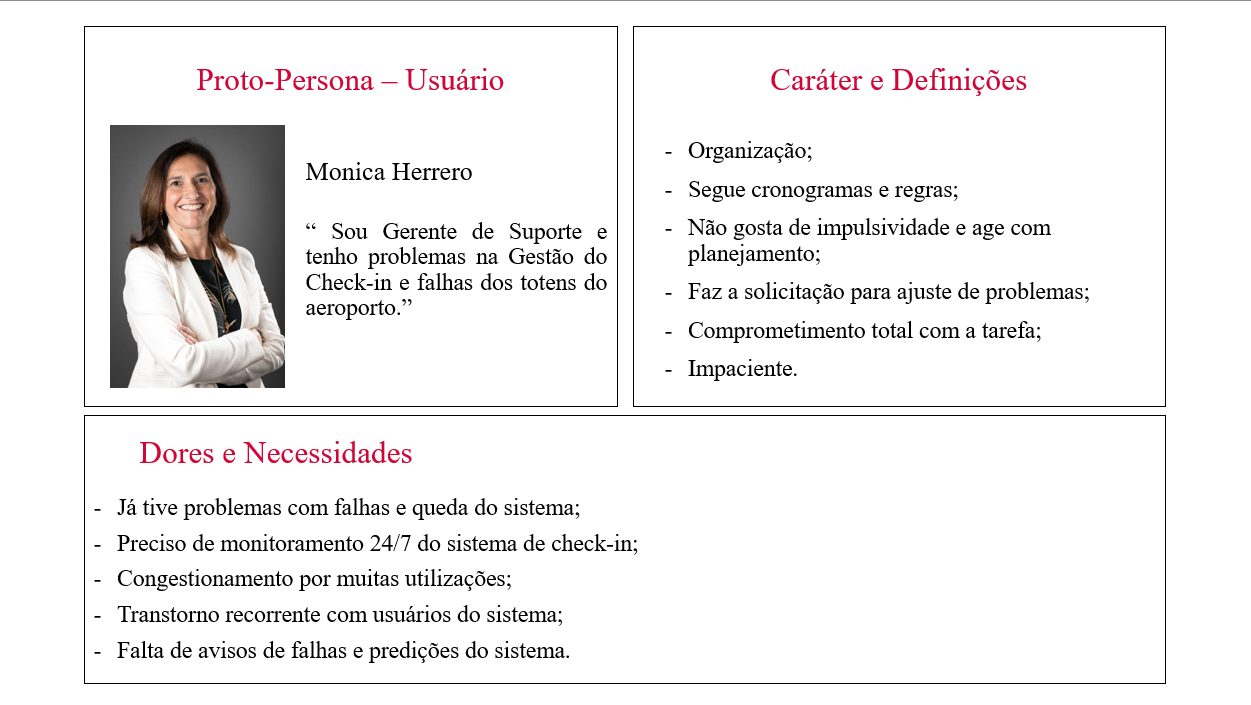 Proto-Persona – Usuário
Monica Herrero
“ Sou Gerente de Suporte e
tenho problemas na Gestão do
Check-in e falhas dos totens do
aeroporto.”
Caráter e Definições
- Organização;
- Segue cronogramas e regras;
- Não gosta de impulsividade e age com
planejamento;
- Faz a solicitação para ajuste de problemas;
- Comprometimento total com a tarefa;
- Impaciente.
Dores e Necessidades
- Já tive problemas com falhas e queda do sistema;
- Preciso de monitoramento 24/7 do sistema de check-in;
- Congestionamento por muitas utilizações;
- Transtorno recorrente com usuários do sistema;
- Falta de avisos de falhas e predições do sistema.